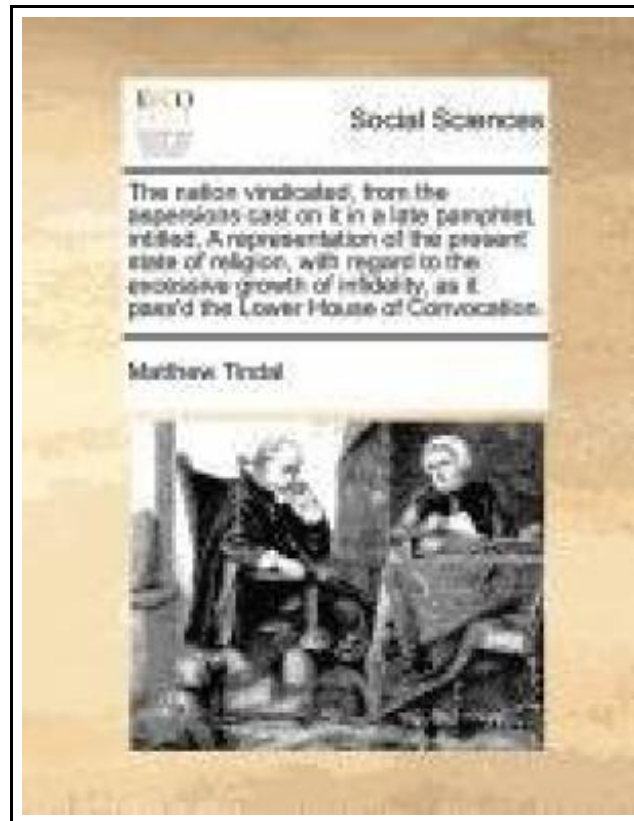 ECCO
Social Sciences
The nation vindicated, from the
aspersions cast on it in a late pamphlet,
intitled, A representation of the present
state of religion, with regard to the
excessive growth of infidelity, as it
pass'd the Lower House of Convocation.
Matthew Tindal